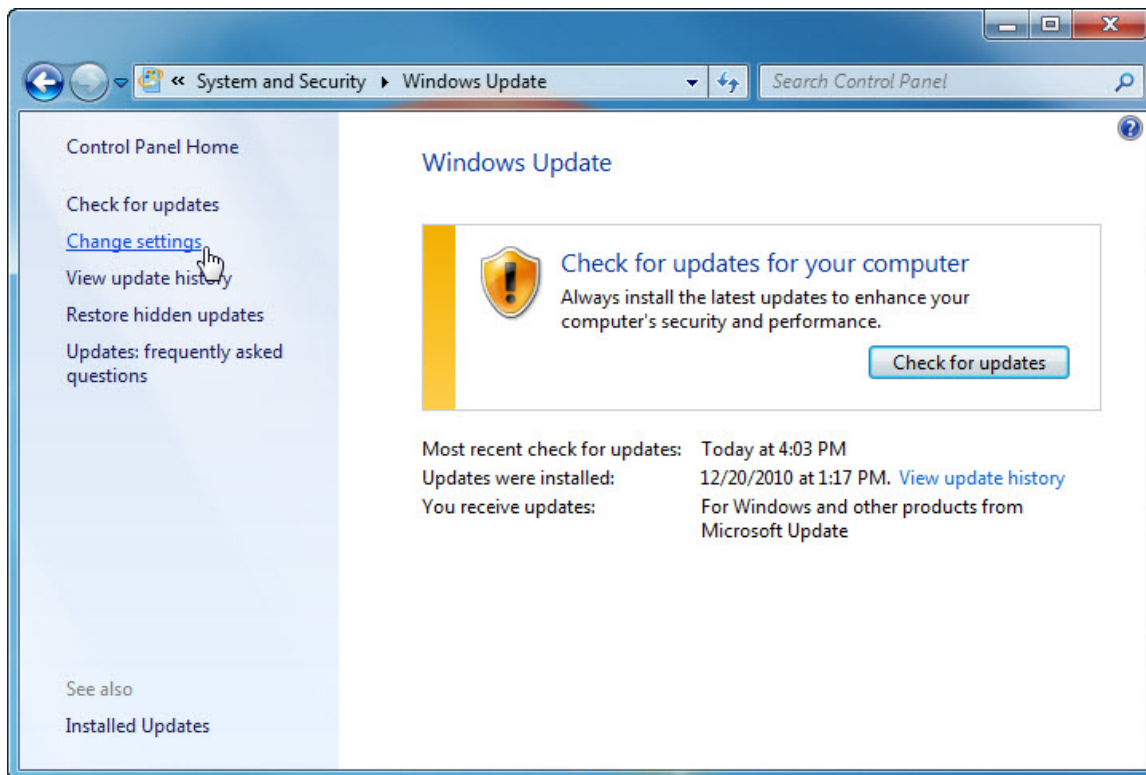 « System and Security ▸ Windows Update
Search Control Panel
Control Panel Home
Check for updates
Change settings
View update history
Restore hidden updates
Updates: frequently asked
questions
See also
Installed Updates
Windows Update
Check for updates for your computer
Always install the latest updates to enhance your
computer's security and performance.
Check for updates
Most recent check for updates: Today at 4:03 PM
Updates were installed: 12/20/2010 at 1:17 PM. View update history
You receive updates: For Windows and other products from
Microsoft Update